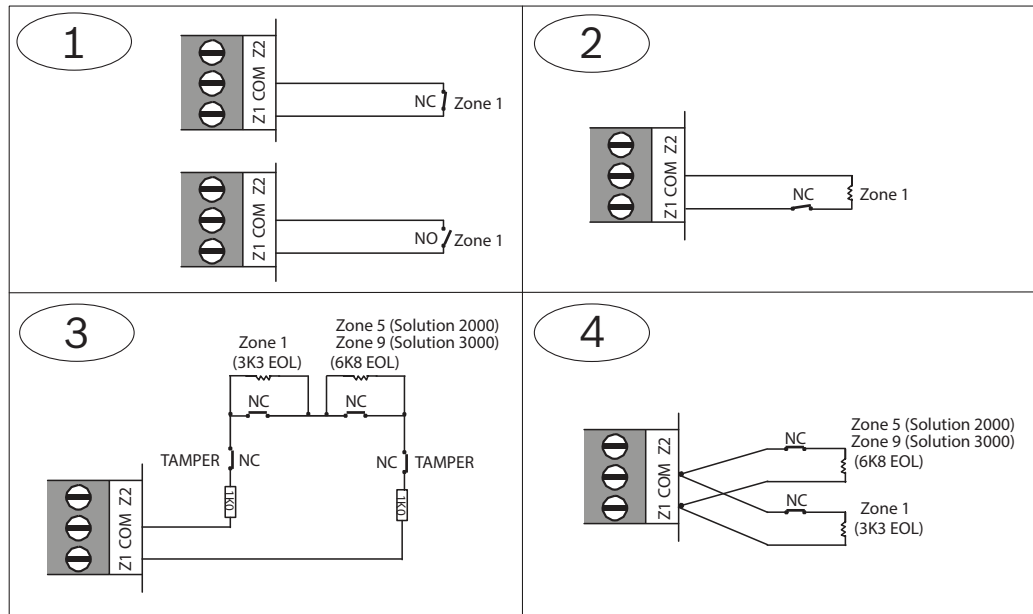 1
Z1 COM Z2
NC Zone 1
Z1 COM Z2
NO Zone 1
2
Z1 COM Z2
NC
Zone 1
3
Zone 5 (Solution 2000)
Zone 1 Zone 9 (Solution 3000)
(3K3 EOL) (6K8 EOL)
NC NC
TAMPER NC NC TAMPER
1K0 1K0
Z1 COM Z2
4
Z1 COM Z2
NC
Zone 5 (Solution 2000)
Zone 9 (Solution 3000)
(6K8 EOL)
NC
Zone 1
(3K3 EOL)